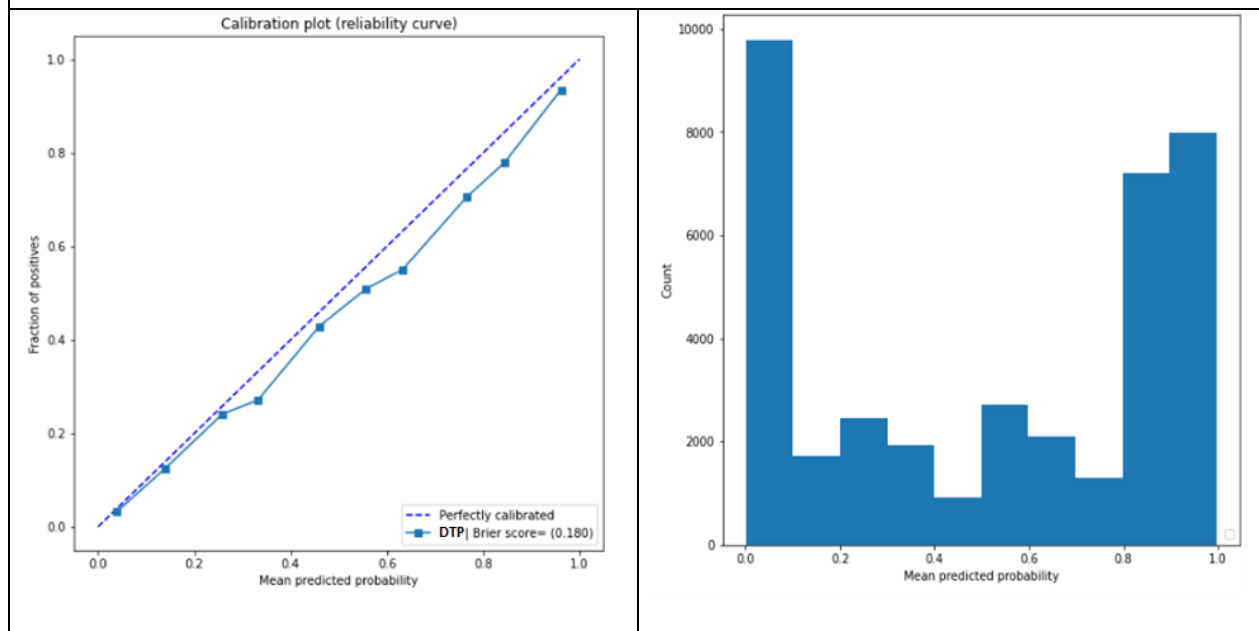 Calibration plot (reliability curve)
1.0
0.8
0.6
0.4
0.2
0.0
Fraction of positives
Perfectly calibrated
DTP| Brier score= (0.180)
0.0 0.2 0.4 0.6 0.8 1.0
Mean predicted probability
10000
8000
6000
4000
2000
0
Count
0.0 0.2 0.4 0.6 0.8 1.0
Mean predicted probability